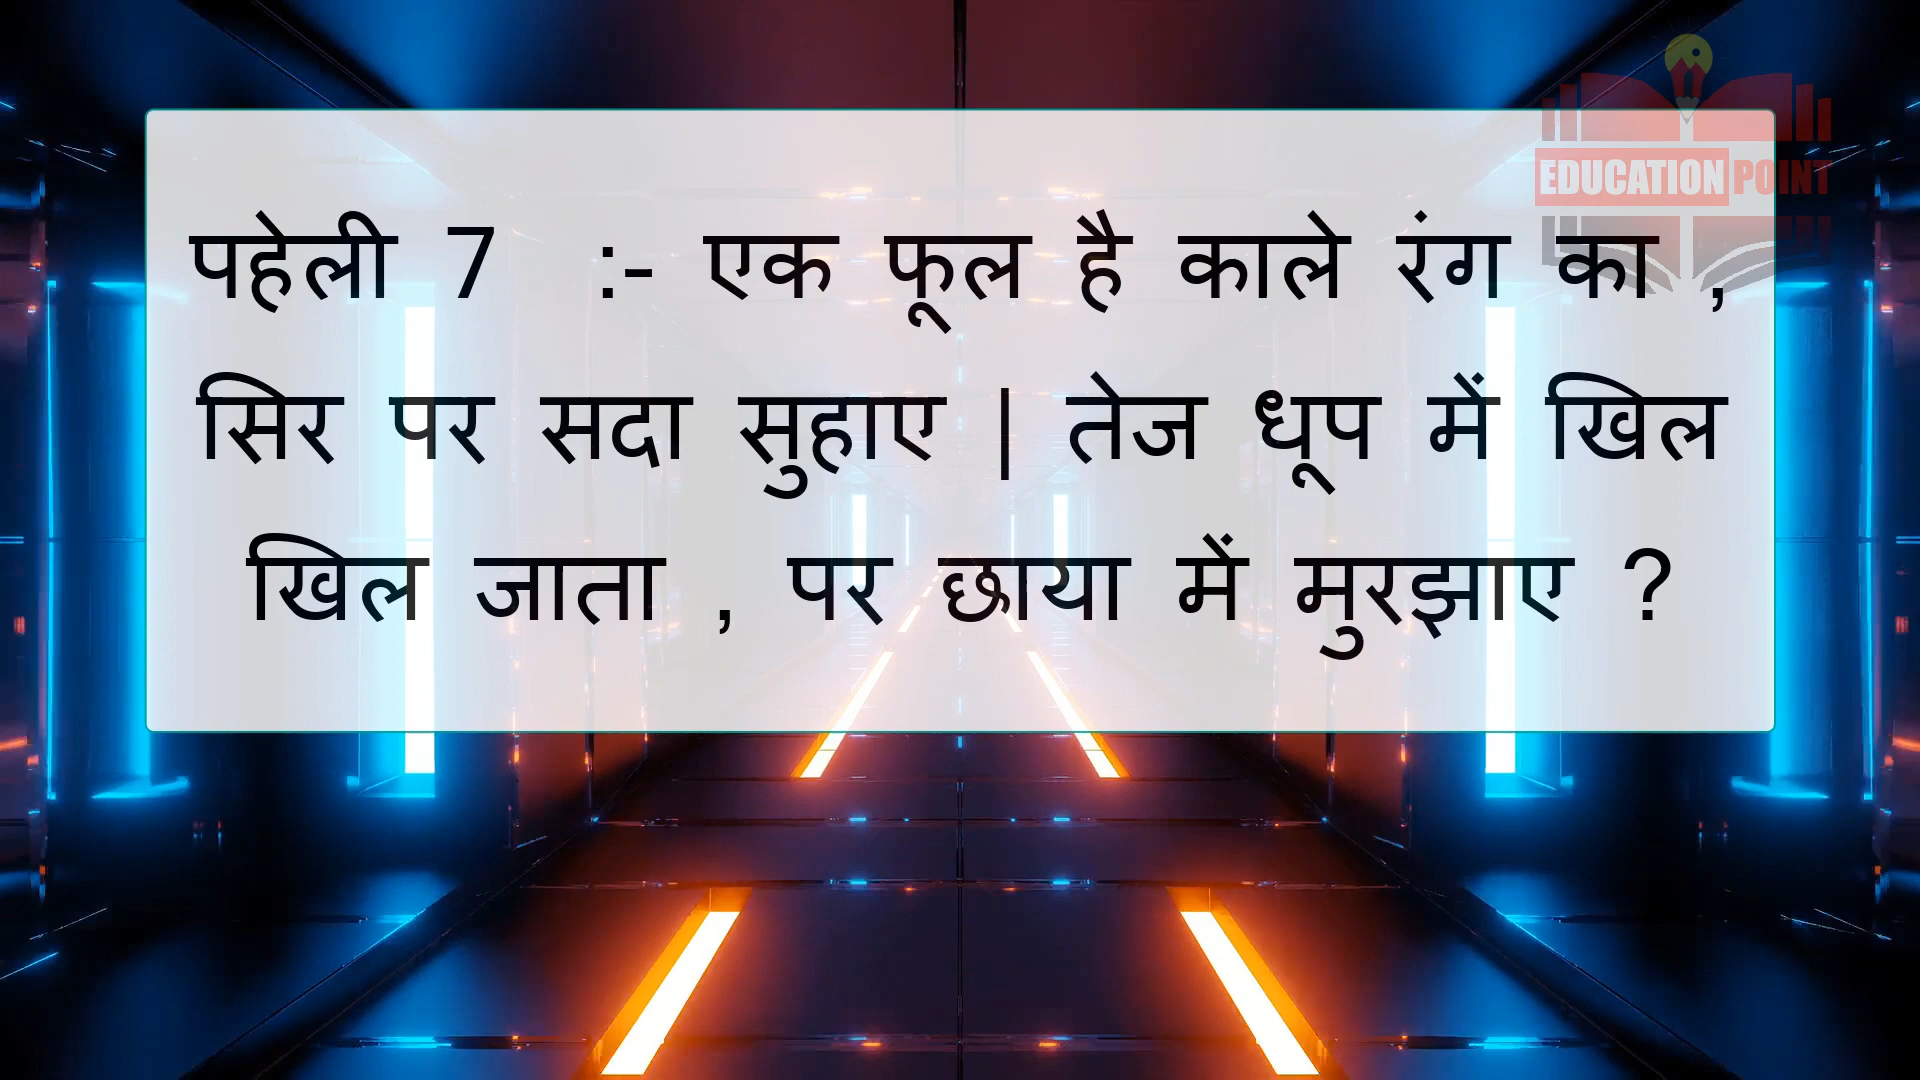 EDUCATION POINT
पहेली 7 :- एक फूल है काले रंग का ,
सिर पर सदा सुहाए | तेज धूप में खिल
खिल जाता , पर छाया में मुरझाए ?